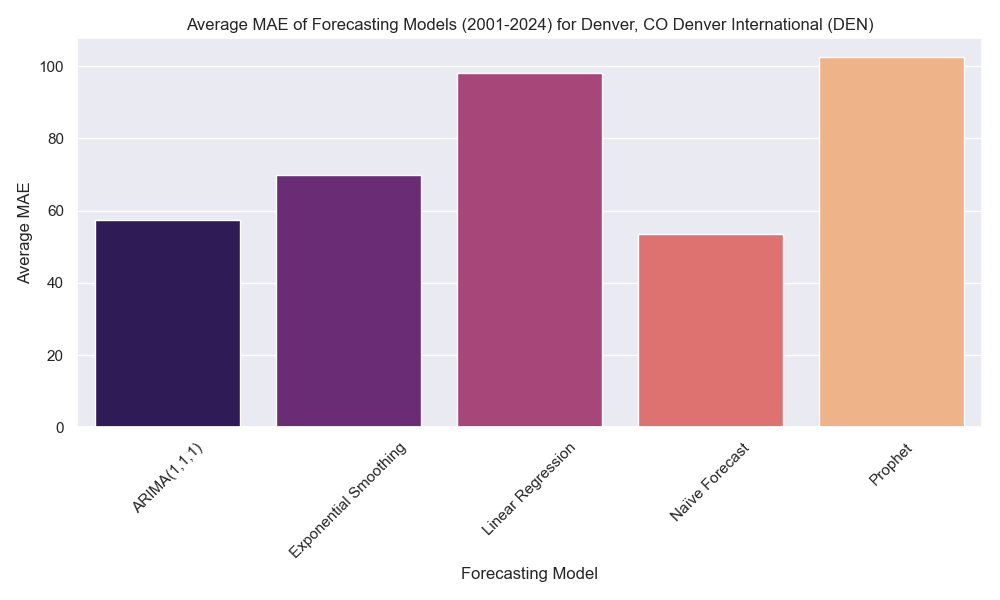 Average MAE of Forecasting Models (2001-2024) for Denver, CO Denver International (DEN)
Average MAE
100
80
60
40
20
0
ARIMA(1,1,1)
Exponential Smoothing
Linear Regression
Naïve Forecast
Prophet
Forecasting Model